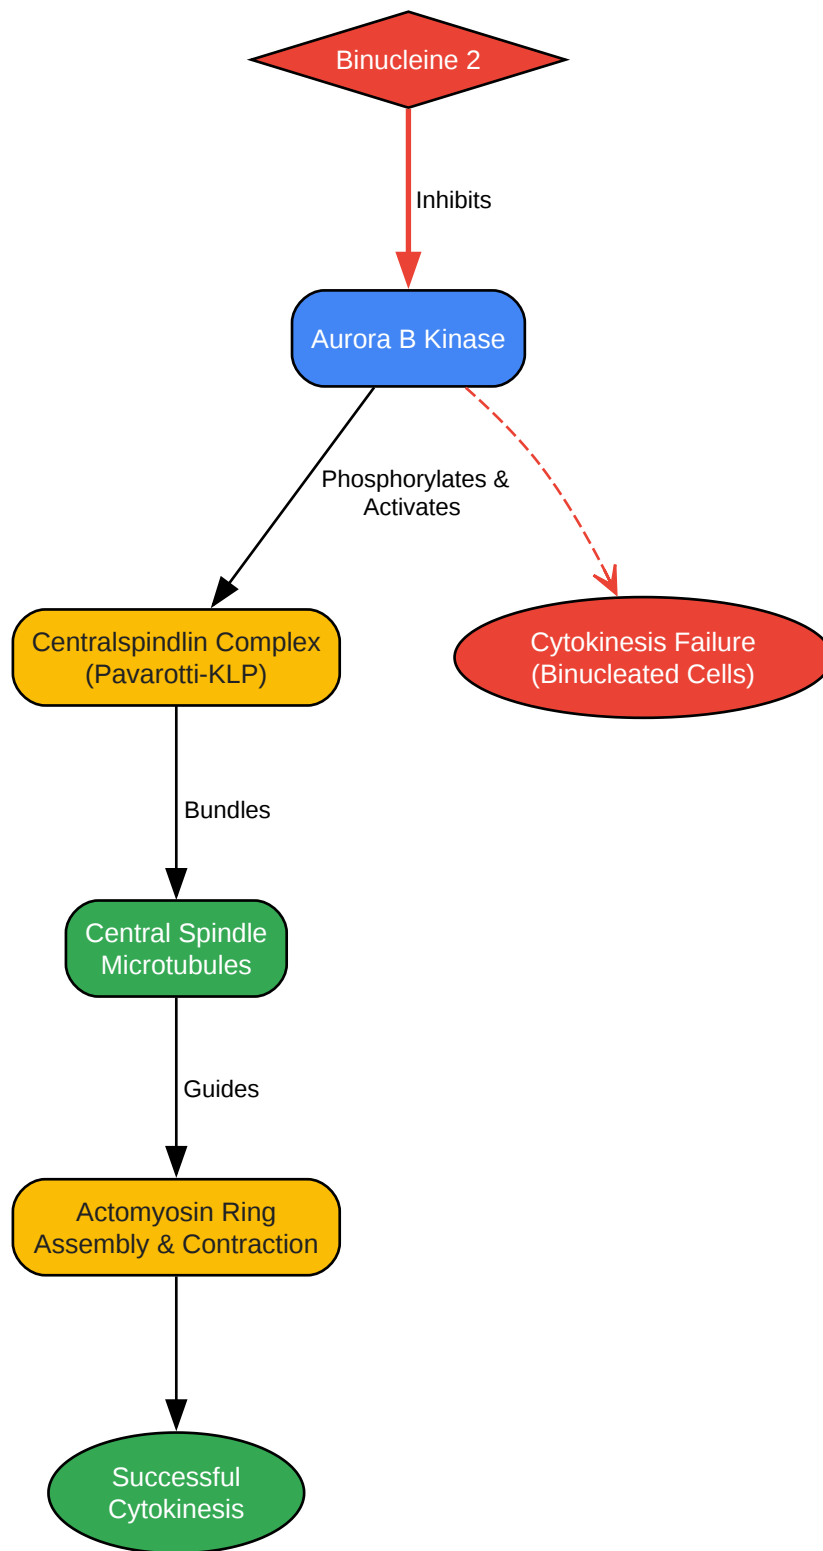 Binucleine 2
Inhibits
Aurora B Kinase
Phosphorylates &
Activates
Centralspindlin Complex
(Pavarotti-KLP)
Cytokinesis Failure
(Binucleated Cells)
Bundles
Central Spindle
Microtubules
Guides
Actomyosin Ring
Assembly & Contraction
Successful
Cytokinesis